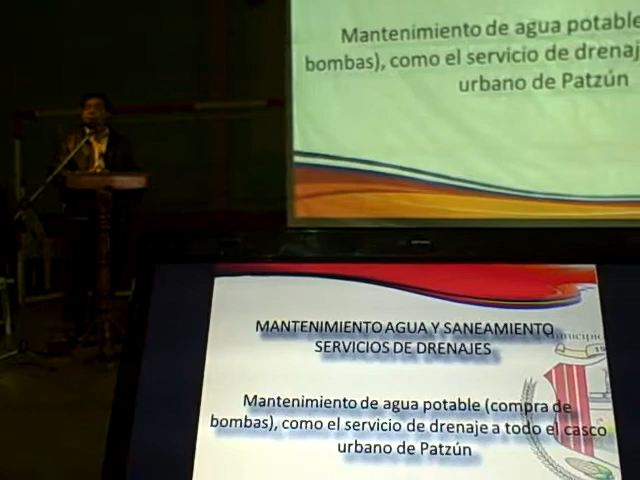 Mantenimiento de agua potable
bombas), como el servicio de
urbano de Patzún
MANTENIMIENTO AGUA Y SANEAMIENTO
SERVICIOS DE DRENAJES
Mantenimiento de agua potable (compra de
bombas), como el servicio de drenaje a todo el casco
urbano de Patzún